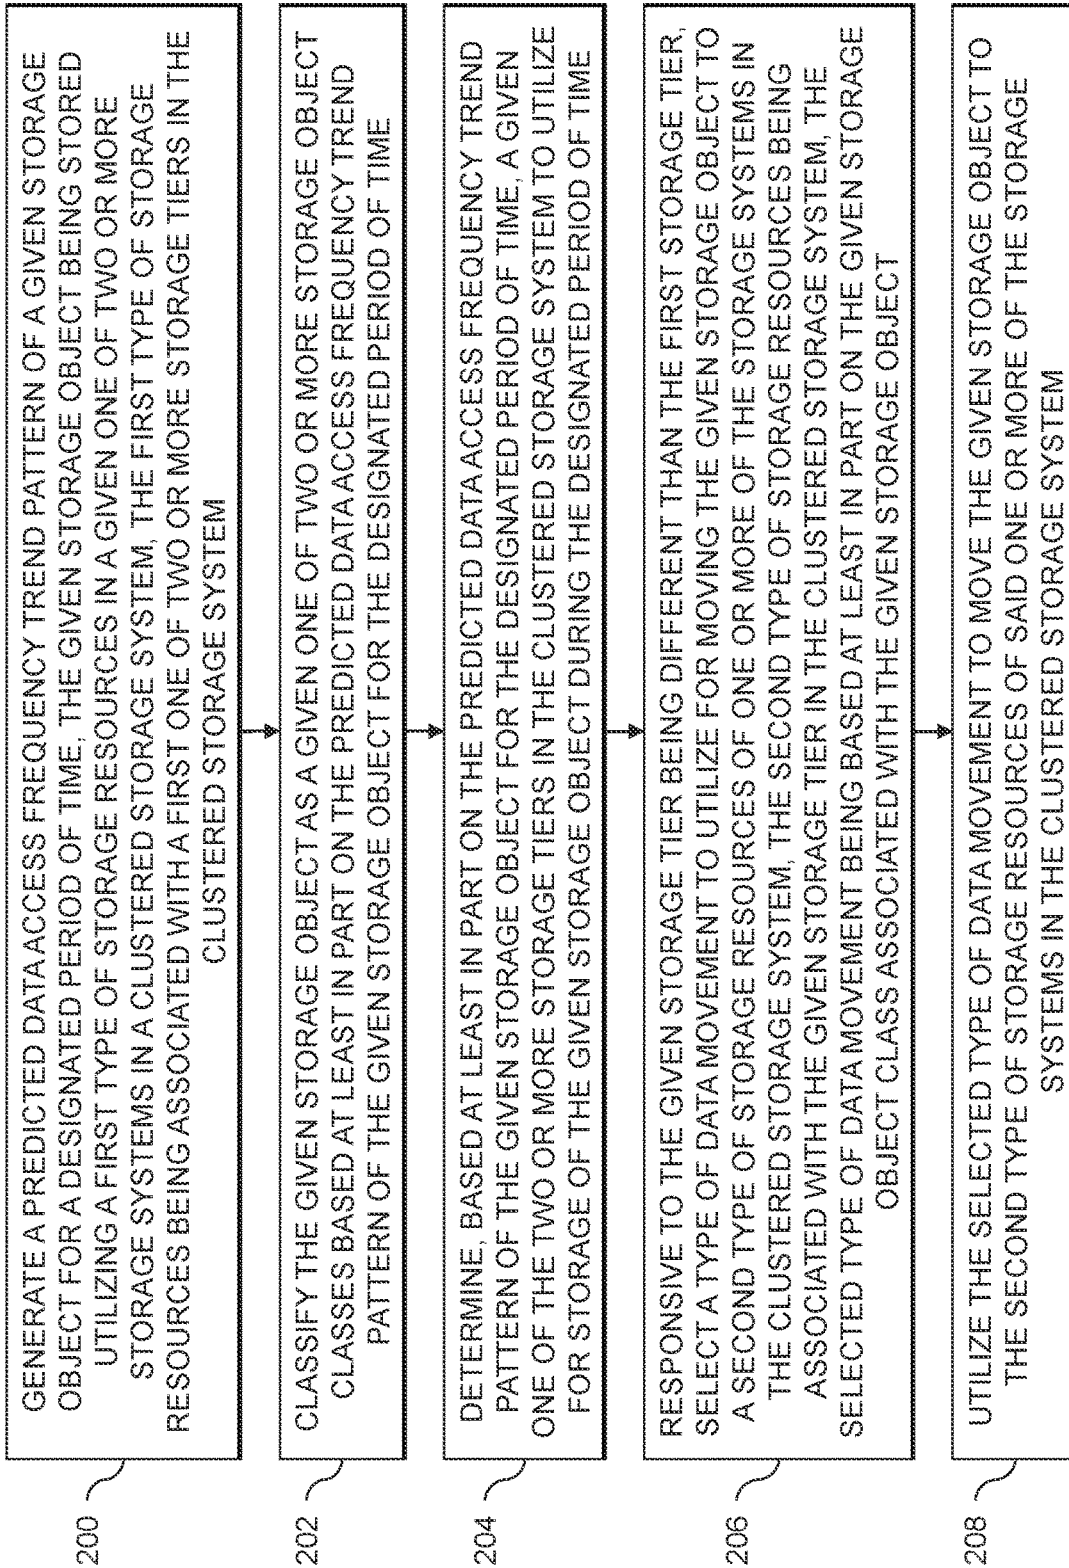 GENERATE A PREDICTED DATA ACCESS FREQUENCY TREND PATTERN OF A GIVEN STORAGE
OBJECT FOR A DESIGNATED PERIOD OF TIME, THE GIVEN STORAGE OBJECT BEING STORED
UTILIZING A FIRST TYPE OF STORAGE RESOURCES IN A GIVEN ONE OF TWO OR MORE
STORAGE SYSTEMS IN A CLUSTERED STORAGE SYSTEM, THE FIRST TYPE OF STORAGE
RESOURCES BEING ASSOCIATED WITH A FIRST ONE OF TWO OR MORE STORAGE TIERS IN THE
CLUSTERED STORAGE SYSTEM
200
CLASSIFY THE GIVEN STORAGE OBJECT AS A GIVEN ONE OF TWO OR MORE STORAGE OBJECT
CLASSES BASED AT LEAST IN PART ON THE PREDICTED DATA ACCESS FREQUENCY TREND
PATTERN OF THE GIVEN STORAGE OBJECT FOR THE DESIGNATED PERIOD OF TIME
202
DETERMINE, BASED AT LEAST IN PART ON THE PREDICTED DATA ACCESS FREQUENCY TREND
PATTERN OF THE GIVEN STORAGE OBJECT FOR THE DESIGNATED PERIOD OF TIME, A GIVEN
ONE OF THE TWO OR MORE STORAGE TIERS IN THE CLUSTERED STORAGE SYSTEM TO UTILIZE
FOR STORAGE OF THE GIVEN STORAGE OBJECT DURING THE DESIGNATED PERIOD OF TIME
204
RESPONSIVE TO THE GIVEN STORAGE TIER BEING DIFFERENT THAN THE FIRST STORAGE TIER,
SELECT A TYPE OF DATA MOVEMENT TO UTILIZE FOR MOVING THE GIVEN STORAGE OBJECT TO
A SECOND TYPE OF STORAGE RESOURCES OF ONE OR MORE OF THE STORAGE SYSTEMS IN
THE CLUSTERED STORAGE SYSTEM, THE SECOND TYPE OF STORAGE RESOURCES BEING
ASSOCIATED WITH THE GIVEN STORAGE TIER IN THE CLUSTERED STORAGE SYSTEM, THE
SELECTED TYPE OF DATA MOVEMENT BEING BASED AT LEAST IN PART ON THE GIVEN STORAGE
OBJECT CLASS ASSOCIATED WITH THE GIVEN STORAGE OBJECT
206
UTILIZE THE SELECTED TYPE OF DATA MOVEMENT TO MOVE THE GIVEN STORAGE OBJECT TO
THE SECOND TYPE OF STORAGE RESOURCES OF SAID ONE OR MORE OF THE STORAGE
SYSTEMS IN THE CLUSTERED STORAGE SYSTEM
208